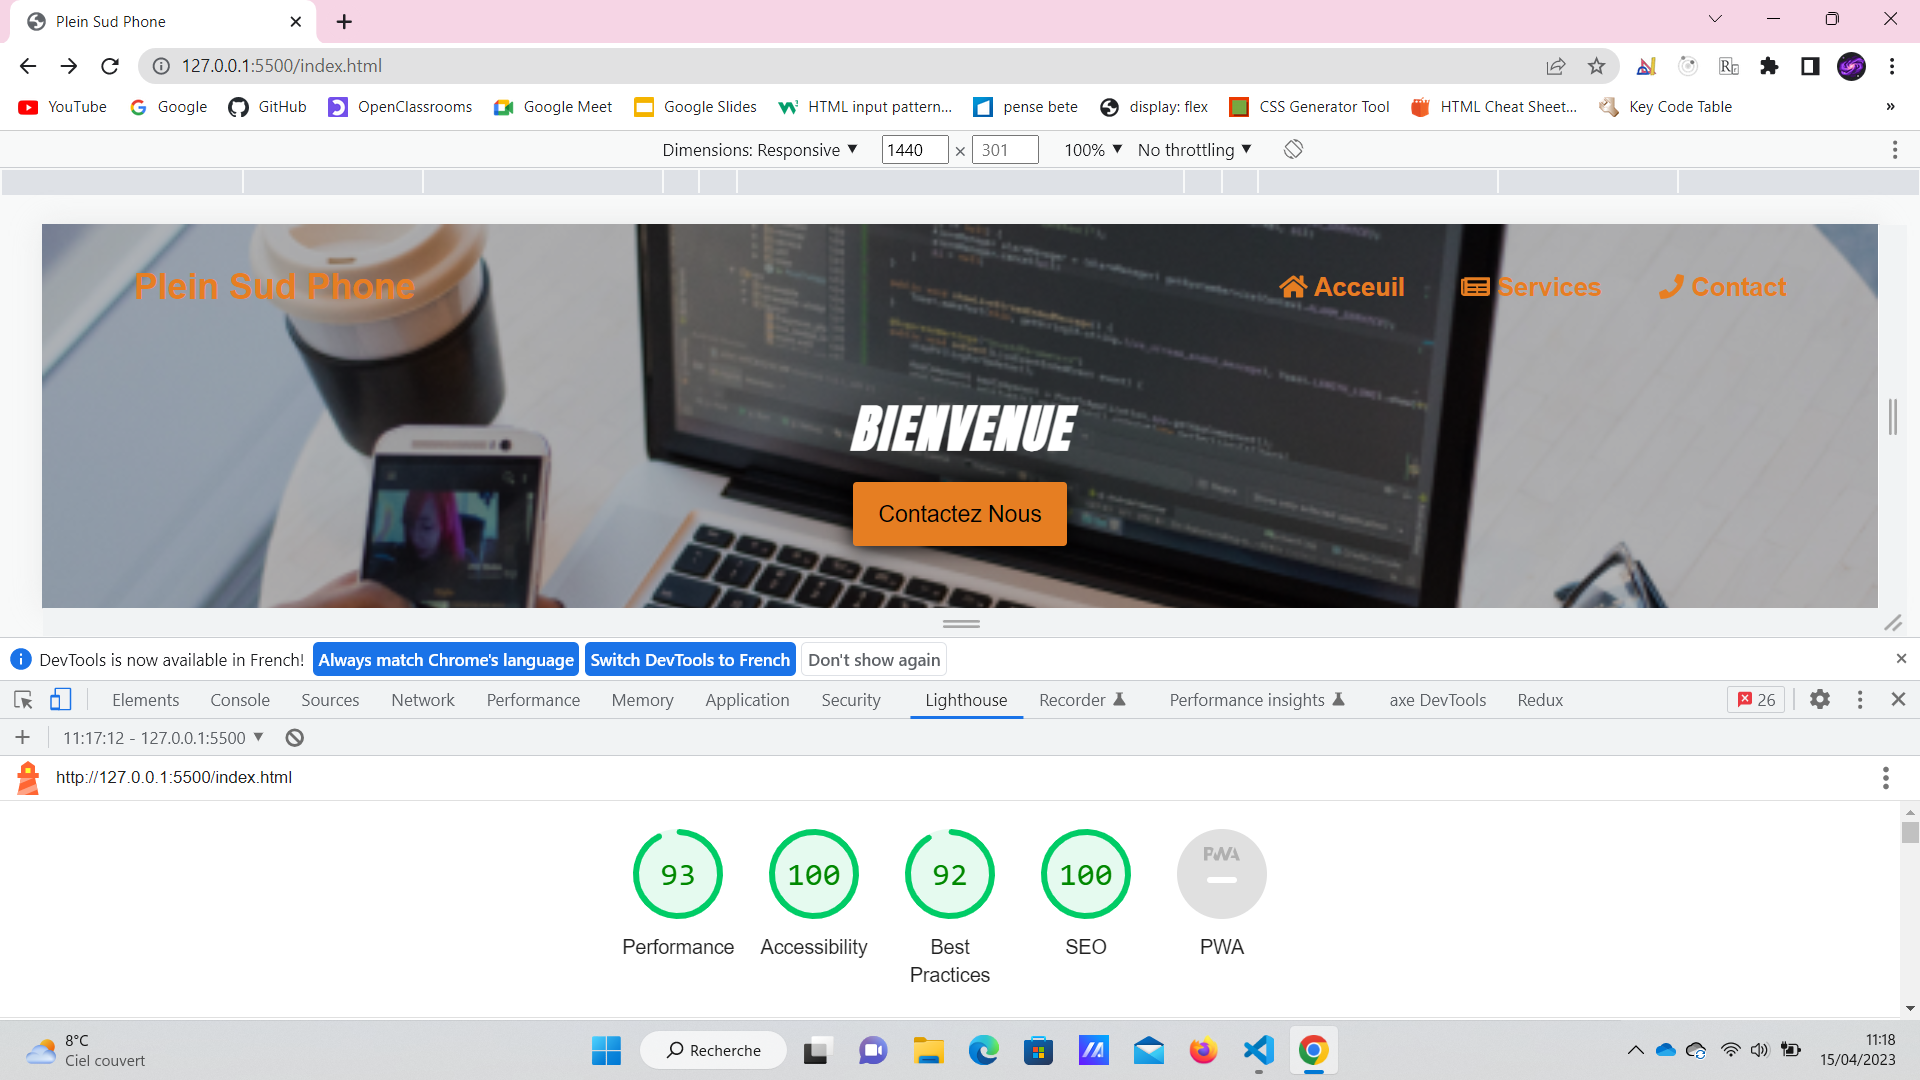 Plein Sud Phone
127.0.0.1:5500/index.html
YouTube Google GitHub OpenClassrooms Google Meet Google Slides HTML input pattern... pense bete display: flex CSS Generator Tool HTML Cheat Sheet... Key Code Table »
Dimensions: Responsive ▼ 1440 × 301 100% ▼ No throttling ▼
Plein Sud Phone Acceuil Services Contact
BIENVENUE
Contactez Nous
DevTools is now available in French! Always match Chrome's language Switch DevTools to French Don't show again
Elements Console Sources Network Performance Memory Application Security Lighthouse Recorder Performance insights axe DevTools Redux 26
11:17:12 - 127.0.0.1:5500 ▼
http://127.0.0.1:5500/index.html
93 100 92 100 PWA
Performance Accessibility Best Practices SEO PWA
8°C
Ciel couvert
Recherche
11:18
15/04/2023